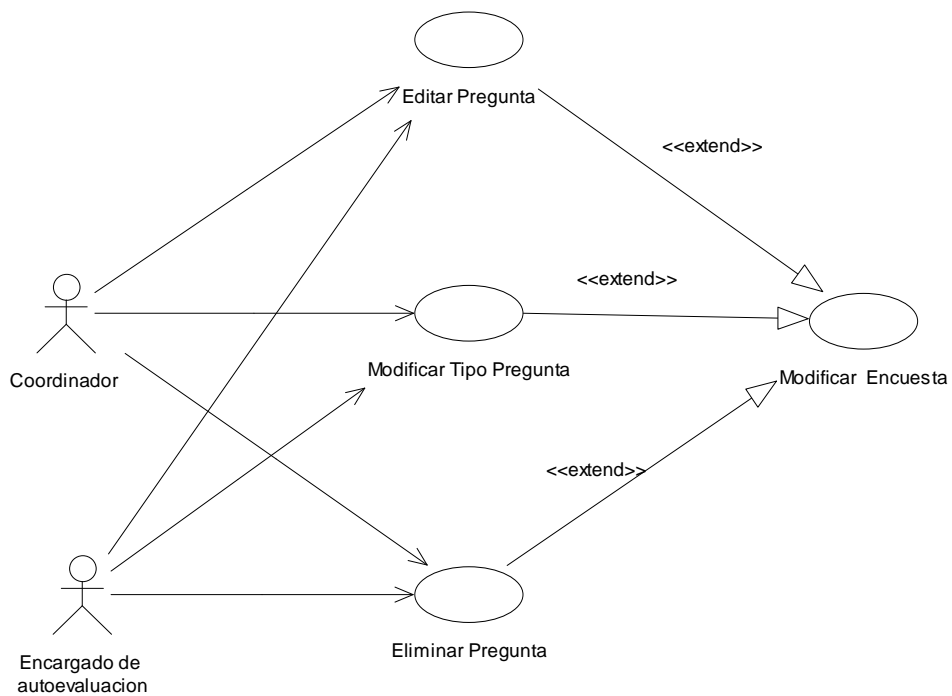 Editar Pregunta
<<extend>>
<<extend>>
Modificar Tipo Pregunta
Coordinador
Modificar Encuesta
<<extend>>
Eliminar Pregunta
Encargado de
autoevaluacion